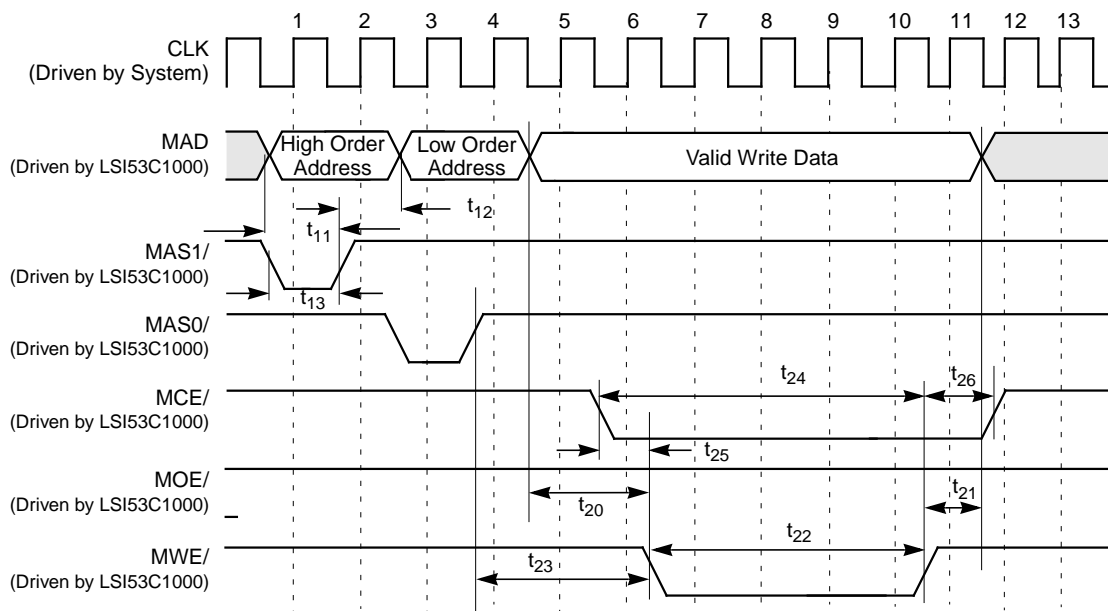 1 2 3 4 5 6 7 8 9 10 11 12 13
CLK
(Driven by System)
MAD
(Driven by LSI53C1000)
High Order
Address
Low Order
Address
Valid Write Data
t12
t11
MAS1/
(Driven by LSI53C1000)
t13
MAS0/
(Driven by LSI53C1000)
t24
t26
MCE/
(Driven by LSI53C1000)
t25
MOE/
(Driven by LSI53C1000)
t20
t21
t22
MWE/
(Driven by LSI53C1000)
t23